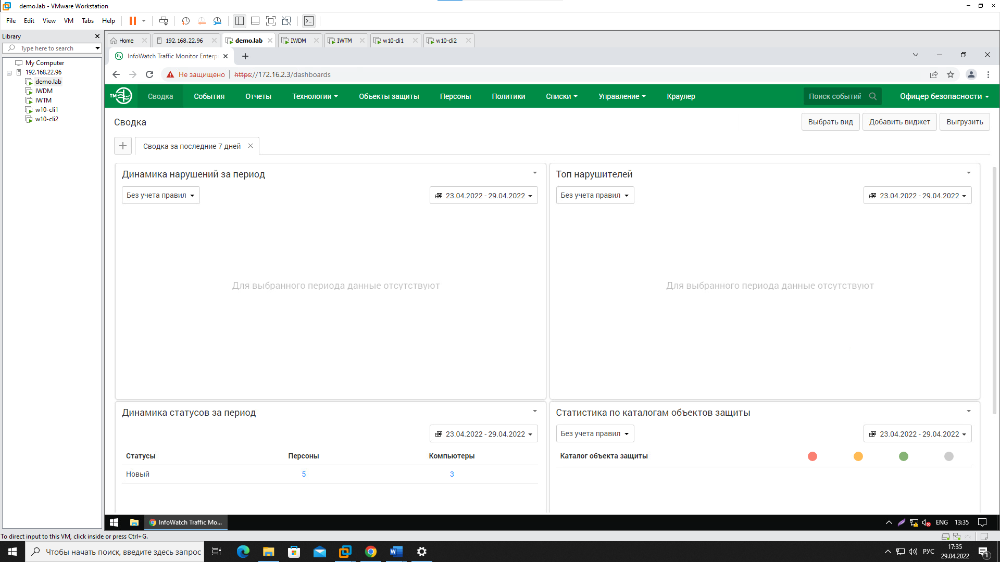 demo.lab - VMware Workstation
File Edit View VM Tabs Help
Library
Type here to search
My Computer
192.168.22.96
demo.lab
IWDM
IWTM
w10-cli1
w10-cli2
Home 192.168.22.96 demo.lab IWDM IWTM w10-cli1 w10-cli2
InfoWatch Traffic Monitor Enterp
Не защищено https://172.16.2.3/dashboards
TM Сводка События Отчеты Технологии Объекты защиты Персоны Политики Списки Управление Краулер Поиск событий Офицер безопасности
Сводка Выбрать вид Добавить виджет Выгрузить
Сводка за последние 7 дней
Динамика нарушений за период
Без учета правил 23.04.2022 - 29.04.2022
Для выбранного периода данные отсутствуют
Топ нарушителей
Без учета правил 23.04.2022 - 29.04.2022
Для выбранного периода данные отсутствуют
Динамика статусов за период
23.04.2022 - 29.04.2022
Статусы Персоны Компьютеры
Новый 5 3
Статистика по каталогам объектов защиты
Без учета правил 23.04.2022 - 29.04.2022
Каталог объекта защиты
InfoWatch Traffic Mo... ENG 13:35
To direct input to this VM, click inside or press Ctrl+G.
Чтобы начать поиск, введите здесь запрос РУС 17:35
29.04.2022
1